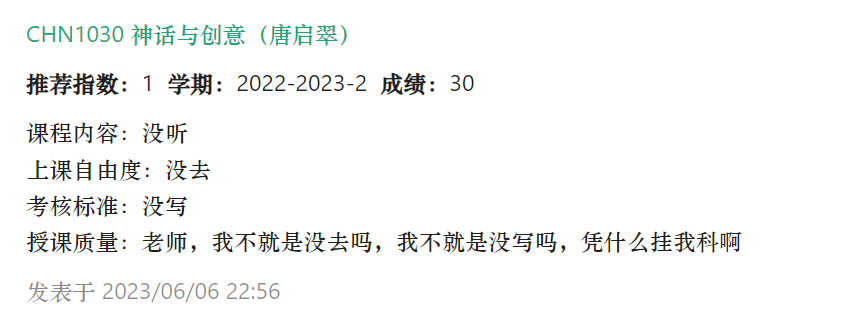 CHN1030 神话与创意（唐启翠）
推荐指数：1 学期：2022-2023-2 成绩：30
课程内容：没听
上课自由度：没去
考核标准：没写
授课质量：老师，我不就是没去吗，我不就是没写吗，凭什么挂我科啊
发表于 2023/06/06 22:56